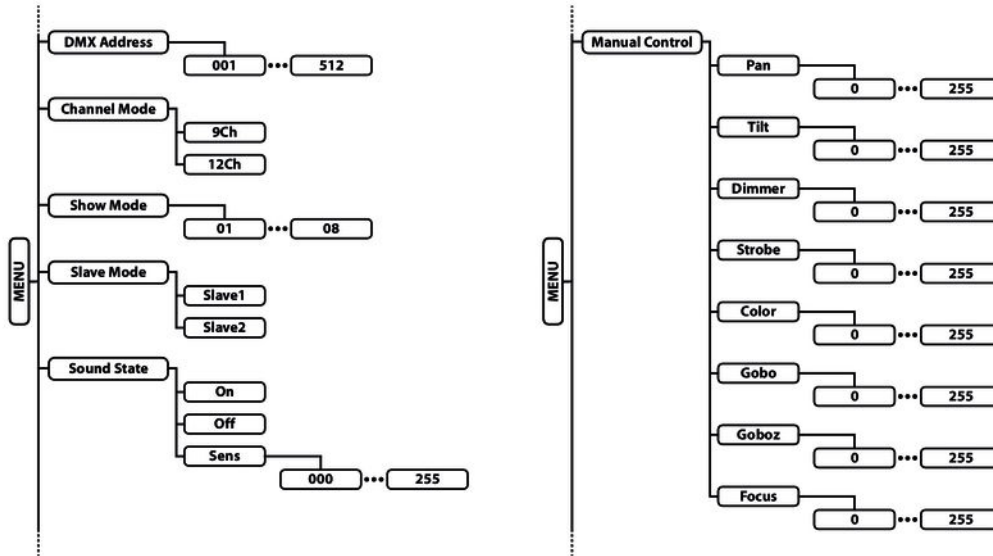 MENU
DMX Address
001 ••• 512
Channel Mode
9Ch
12Ch
Show Mode
01 ••• 08
Slave Mode
Slave1
Slave2
Sound State
On
Off
Sens
000 ••• 255
MENU
Manual Control
Pan
0 ••• 255
Tilt
0 ••• 255
Dimmer
0 ••• 255
Strobe
0 ••• 255
Color
0 ••• 255
Gobo
0 ••• 255
Goboz
0 ••• 255
Focus
0 ••• 255